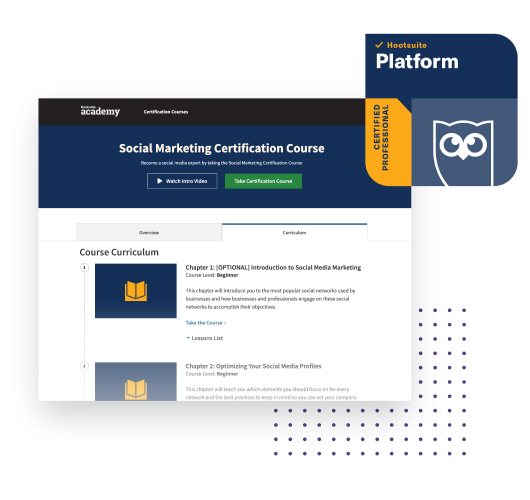 ✓ Hootsuite
Platform
CERTIFIED
PROFESSIONAL
Hootsuite
academy
Certification Courses
Social Marketing Certification Course
Become a social media expert by taking the Social Marketing Certification Course
Watch Intro Video
Take Certification Course
Overview
Curriculum
Course Curriculum
1
Chapter 1: [OPTIONAL] Introduction to Social Media Marketing
Course Level: Beginner
This chapter will introduce you to the most popular social networks used by
businesses and how businesses and professionals engage on these social
networks to accomplish their objectives.
Take the Course ›
Lessons List
2
Chapter 2: Optimizing Your Social Media Profiles
Course Level: Beginner
This chapter will teach you which elements you should focus on for every
network and the best practices to keep in mind so you can set your company